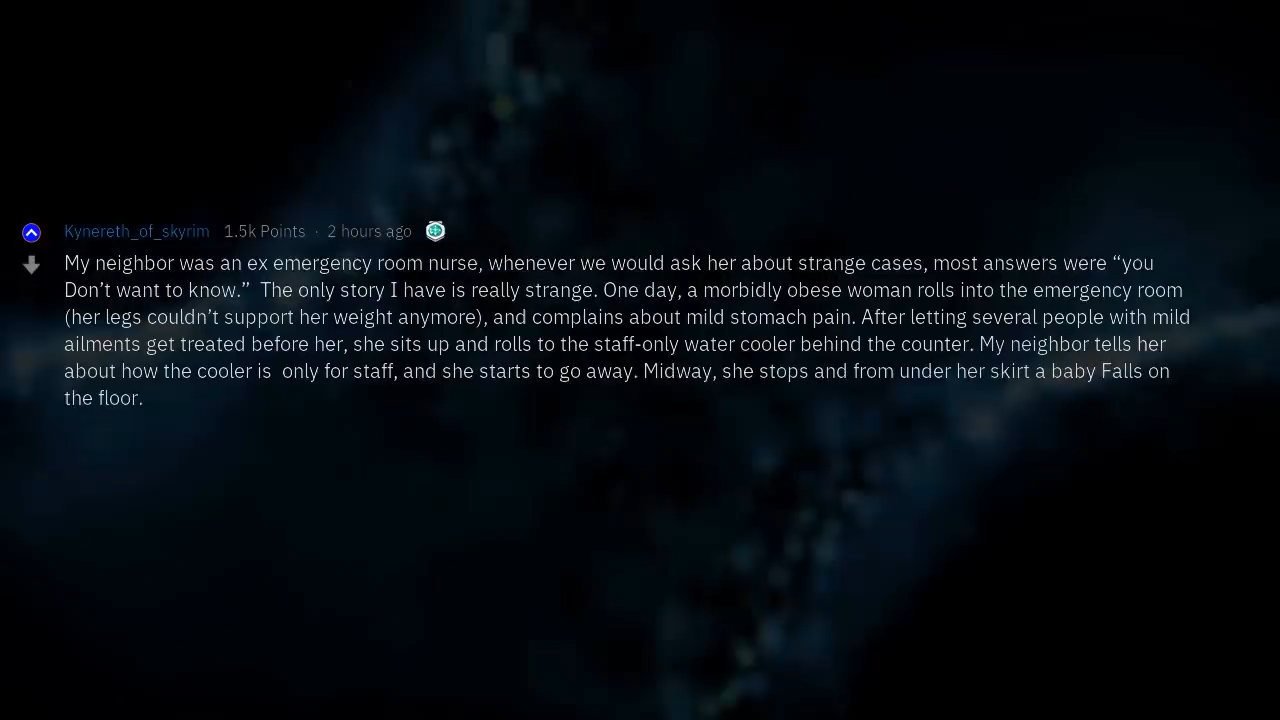 Kynereth_of_skyrim 1.5k Points · 2 hours ago
My neighbor was an ex emergency room nurse, whenever we would ask her about strange cases, most answers were “you
Don’t want to know.”  The only story I have is really strange. One day, a morbidly obese woman rolls into the emergency room
(her legs couldn’t support her weight anymore), and complains about mild stomach pain. After letting several people with mild
ailments get treated before her, she sits up and rolls to the staff-only water cooler behind the counter. My neighbor tells her
about how the cooler is  only for staff, and she starts to go away. Midway, she stops and from under her skirt a baby Falls on
the floor.